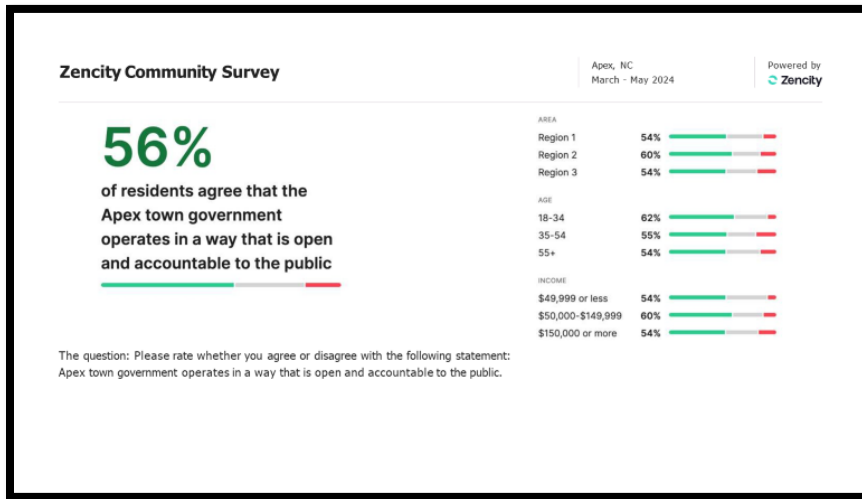 Zencity Community Survey
Apex, NC
March - May 2024
Powered by
Zencity
56%
of residents agree that the
Apex town government
operates in a way that is open
and accountable to the public
AREA
Region 1 54%
Region 2 60%
Region 3 54%
AGE
18-34 62%
35-54 55%
55+ 54%
INCOME
$49,999 or less 54%
$50,000-$149,999 60%
$150,000 or more 54%
The question: Please rate whether you agree or disagree with the following statement:
Apex town government operates in a way that is open and accountable to the public.